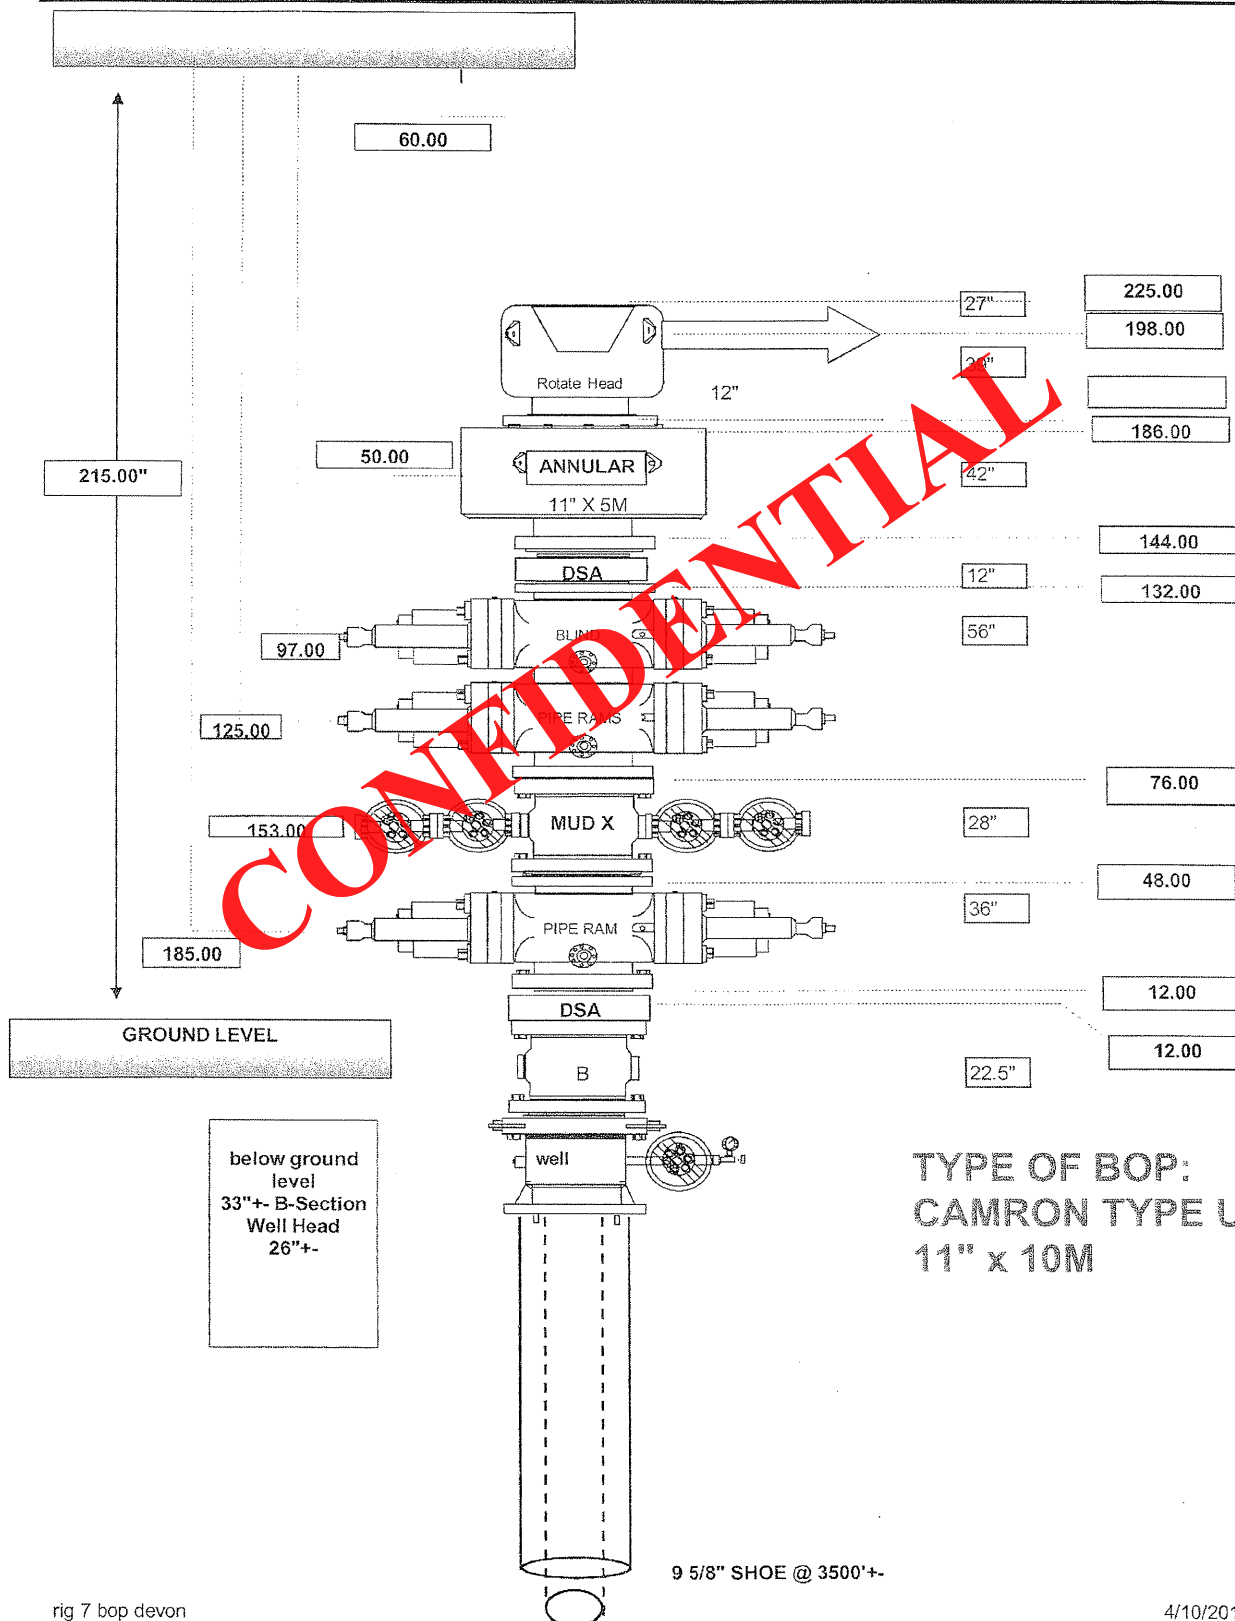 60.00
27"
225.00
198.00
39"
Rotate Head
12"
186.00
50.00
ANNULAR
42"
215.00"
11" X 5M
144.00
DSA
12"
132.00
BLIND
56"
97.00
PIPE RAMS
125.00
76.00
MUD X
153.00
28"
48.00
36"
PIPE RAM
185.00
12.00
DSA
GROUND LEVEL
12.00
22.5"
B
below ground
level
33"+- B-Section
Well Head
26"+-
well
TYPE OF BOP:
CAMRON TYPE U
11" x 10M
9 5/8" SHOE @ 3500'+-
rig 7 bop devon
4/10/201
CONFIDENTIAL